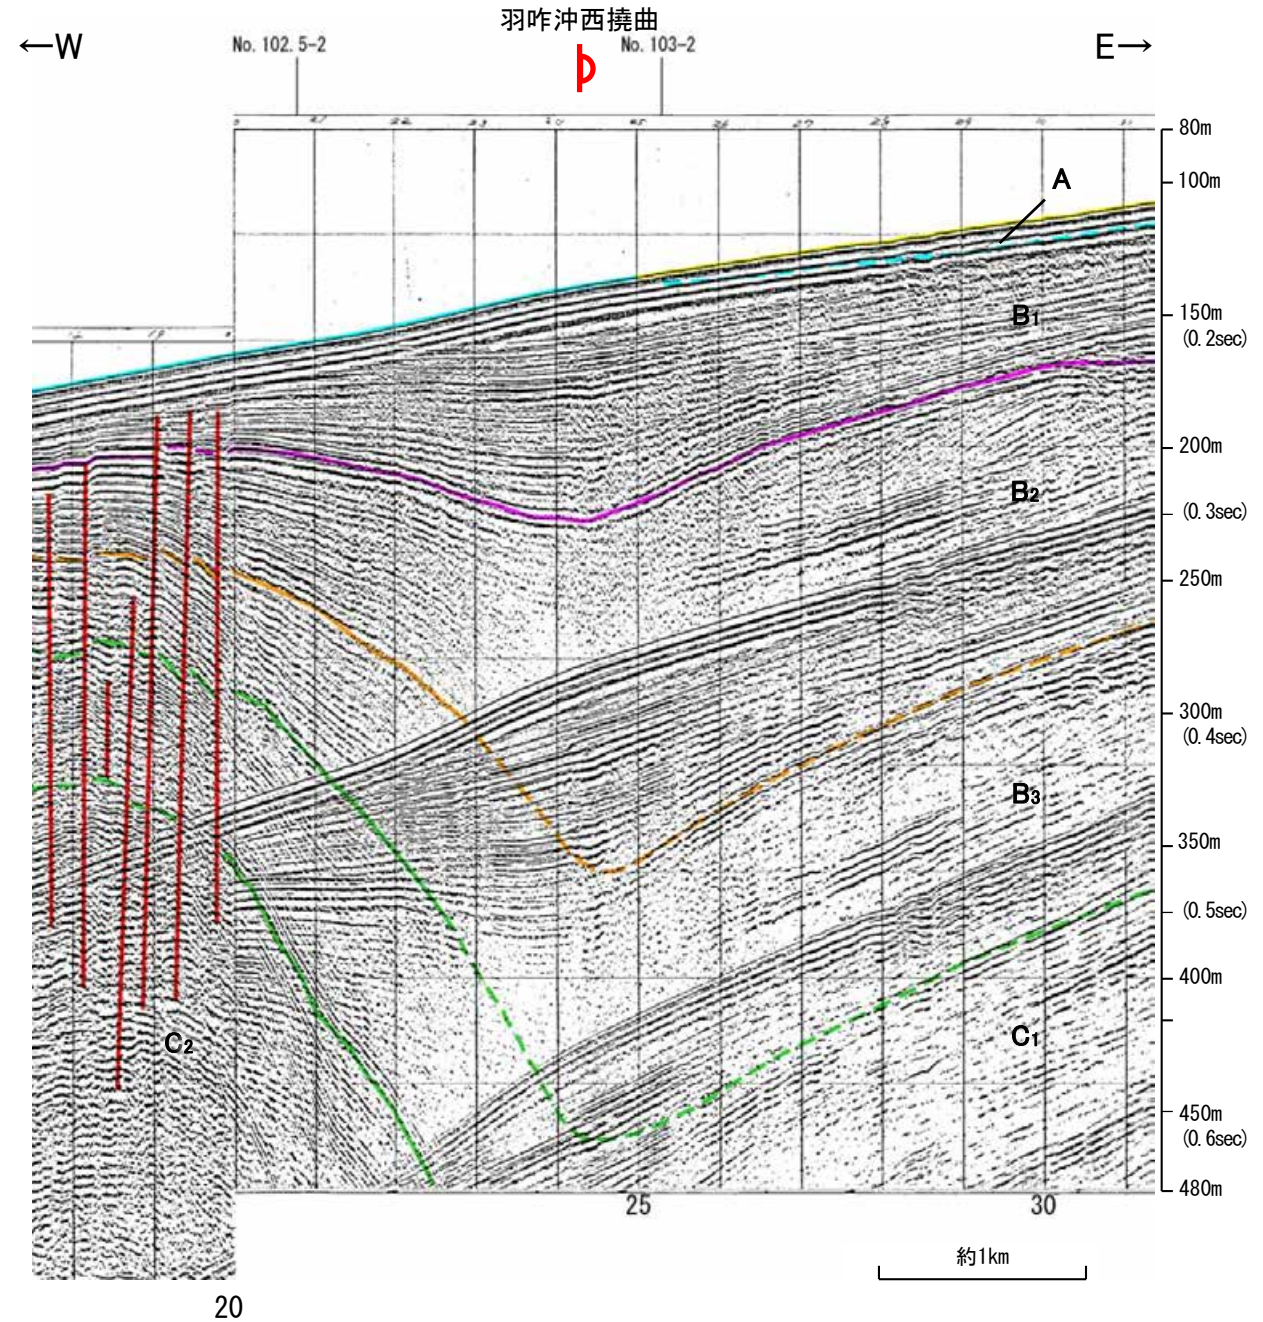 羽咋沖西撓曲
←W
No. 102. 5-2
No. 103-2
E→
80m
A
100m
B1
150m
(0. 2sec)
200m
B2
(0. 3sec)
250m
300m
(0. 4sec)
B3
350m
(0. 5sec)
400m
C2
C1
450m
(0. 6sec)
480m
25
30
約1km
20